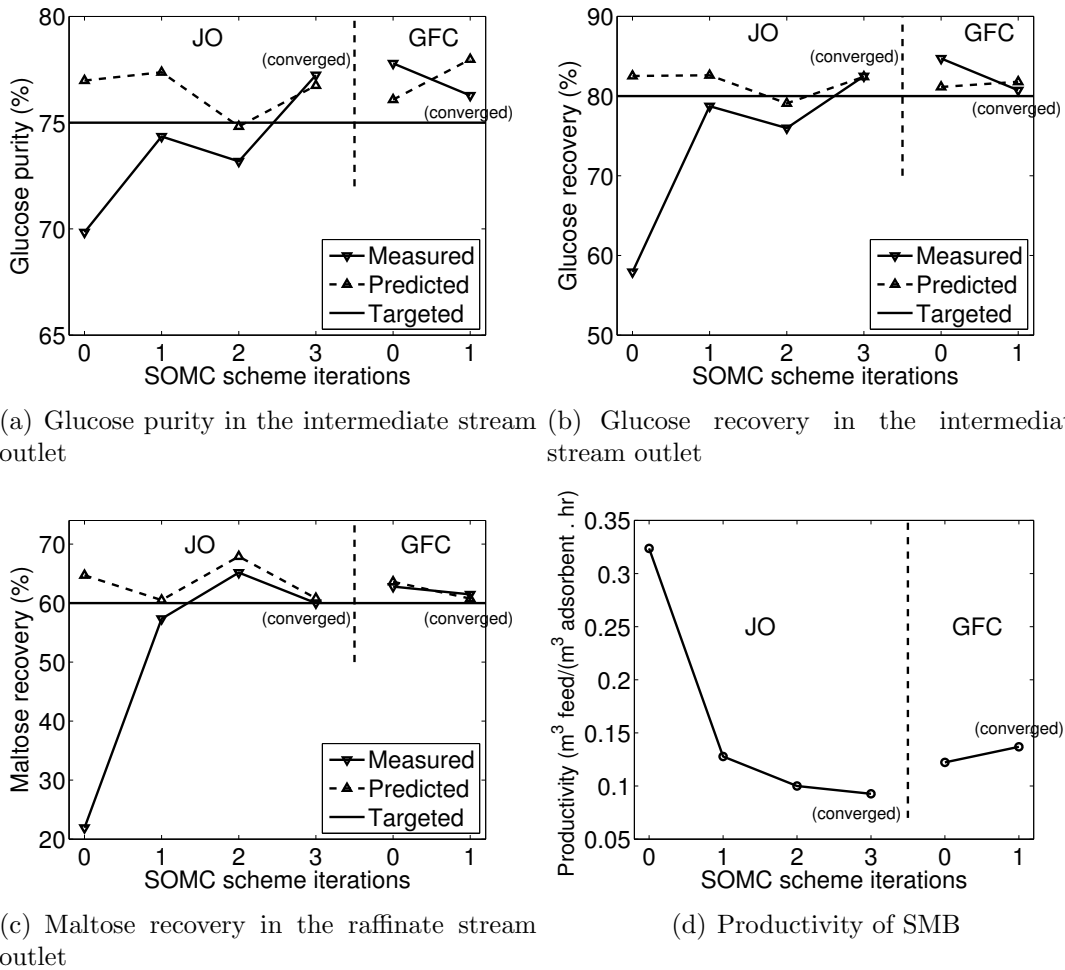 80
75
70
65
Glucose purity (%)
JO
GFC
(converged)
(converged)
Measured
Predicted
Targeted
0 1 2 3 0 1
SOMC scheme iterations
(a) Glucose purity in the intermediate stream
outlet
90
80
70
60
50
Glucose recovery (%)
JO
GFC
(converged)
(converged)
Measured
Predicted
Targeted
0 1 2 3 0 1
SOMC scheme iterations
(b) Glucose recovery in the intermediat
stream outlet
70
60
50
40
30
20
Maltose recovery (%)
JO
GFC
(converged)
(converged)
Measured
Predicted
Targeted
0 1 2 3 0 1
SOMC scheme iterations
(c) Maltose recovery in the raffinate stream
outlet
0.35
0.3
0.25
0.2
0.15
0.1
0.05
Productivity (m³ feed/(m³ adsorbent . hr)
JO
GFC
(converged)
(converged)
0 1 2 3 0 1
SOMC scheme iterations
(d) Productivity of SMB